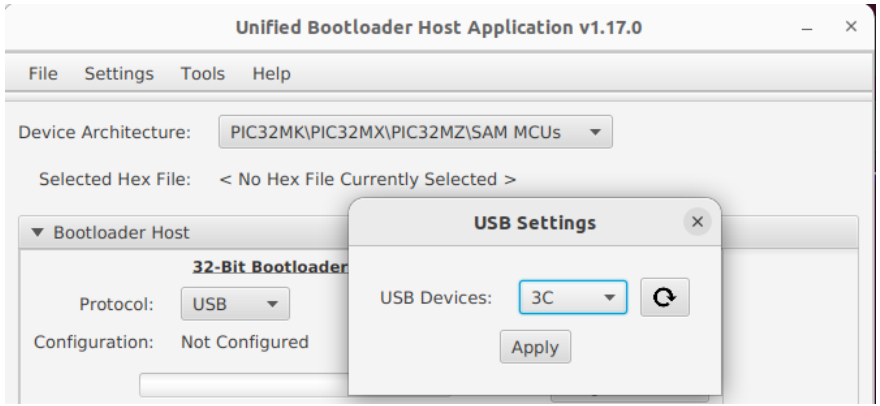 Unified Bootloader Host Application v1.17.0
File Settings Tools Help
Device Architecture: PIC32MK\PIC32MX\PIC32MZ\SAM MCUs
Selected Hex File: < No Hex File Currently Selected >
Bootloader Host
32-Bit Bootloader
Protocol: USB
Configuration: Not Configured
USB Settings
USB Devices: 3C
Apply